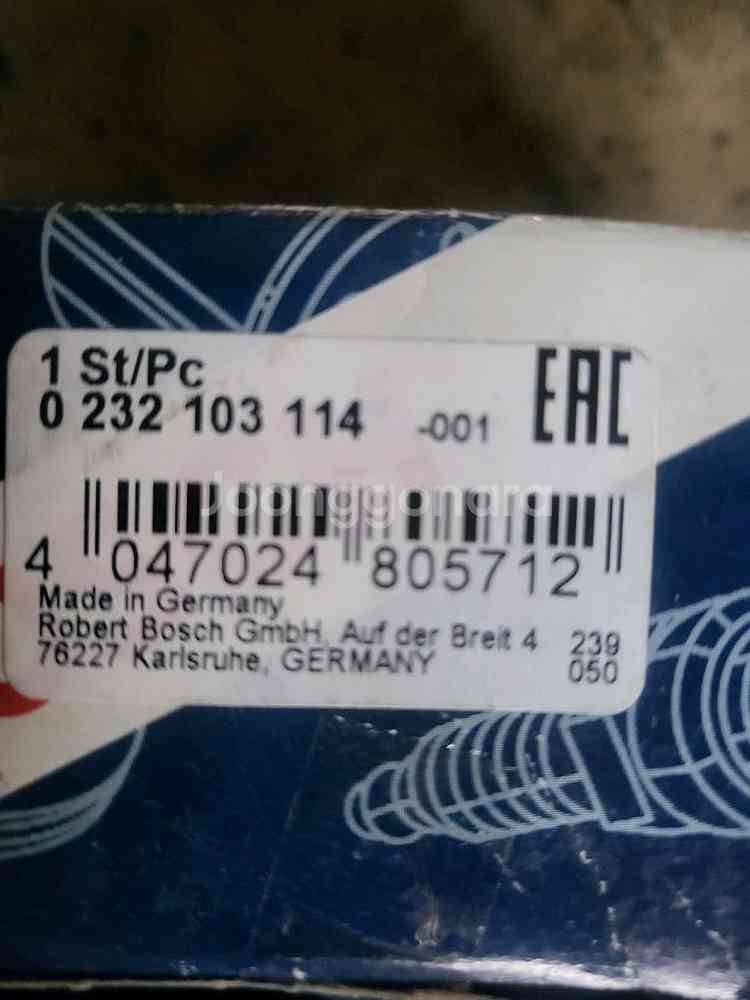 1 St/Pc
0 232 103 114 -001 EAC
Joonggonara
4 047024 805712
Made in Germany
Robert Bosch GmbH, Auf der Breit 4 239
76227 Karlsruhe, GERMANY 050